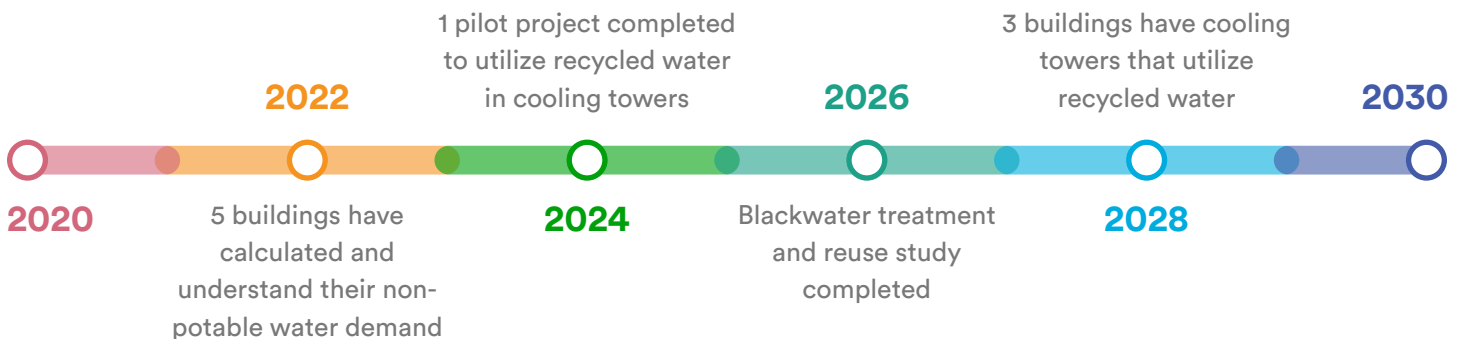 2020
2022
5 buildings have
calculated and
understand their non-
potable water demand
1 pilot project completed
to utilize recycled water
in cooling towers
2024
2026
Blackwater treatment
and reuse study
completed
3 buildings have cooling
towers that utilize
recycled water
2028
2030